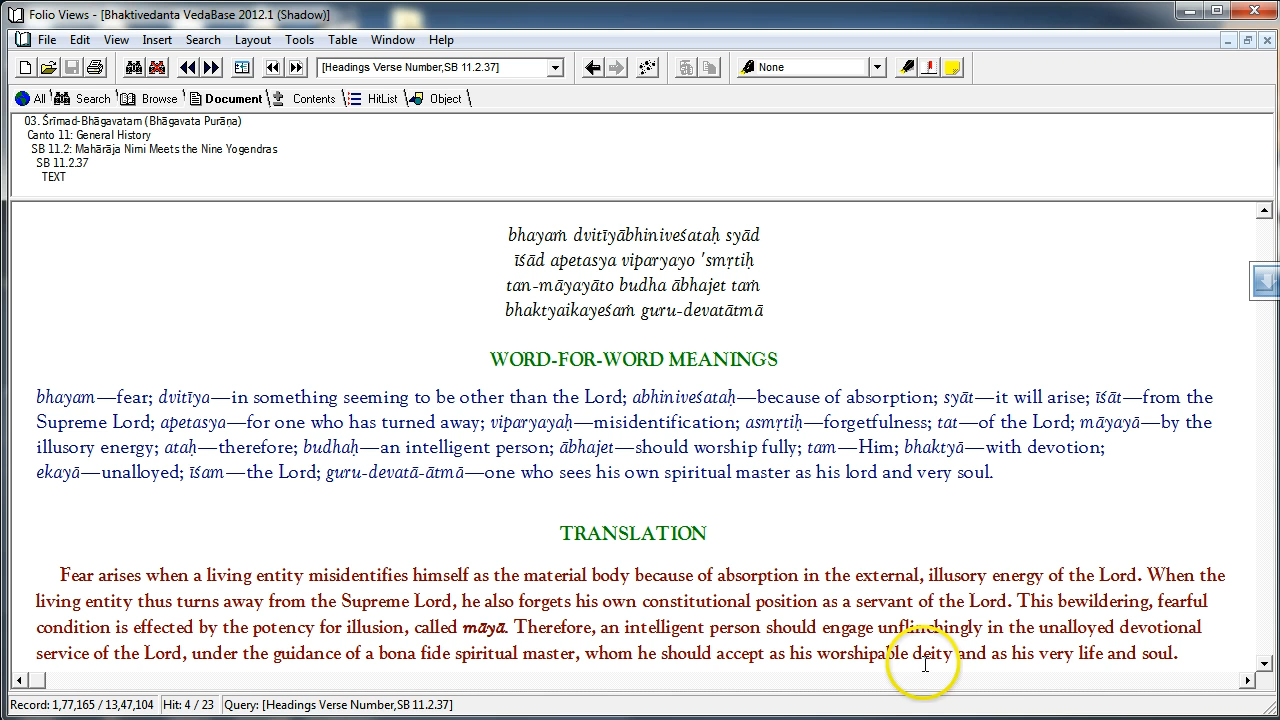 Folio Views - [Bhaktivedanta VedaBase 2012.1 (Shadow)]
File Edit View Insert Search Layout Tools Table Window Help
[Headings Verse Number,SB 11.2.37] None
All Search Browse Document Contents HitList Object
03. Śrīmad-Bhāgavatam (Bhāgavata Purāṇa)
Canto 11: General History
SB 11.2: Mahārāja Nimi Meets the Nine Yogendras
SB 11.2.37
TEXT
bhayaṁ dvitīyābhiniveśataḥ syād
īśād apetasya viparyayo 'smṛtiḥ
tan-māyayāto budha ābhajet taṁ
bhaktyaikayeśaṁ guru-devatātmā
WORD-FOR-WORD MEANINGS
bhayam—fear; dvitīya—in something seeming to be other than the Lord; abhiniveśataḥ—because of absorption; syāt—it will arise; īśāt—from the
Supreme Lord; apetasya—for one who has turned away; viparyayaḥ—misidentification; asmṛtiḥ—forgetfulness; tat—of the Lord; māyayā—by the
illusory energy; ataḥ—therefore; budhaḥ—an intelligent person; ābhajet—should worship fully; tam—Him; bhaktyā—with devotion;
ekayā—unalloyed; īśam—the Lord; guru-devatā-ātmā—one who sees his own spiritual master as his lord and very soul.
TRANSLATION
Fear arises when a living entity misidentifies himself as the material body because of absorption in the external, illusory energy of the Lord. When the
living entity thus turns away from the Supreme Lord, he also forgets his own constitutional position as a servant of the Lord. This bewildering, fearful
condition is effected by the potency for illusion, called māyā. Therefore, an intelligent person should engage unflinchingly in the unalloyed devotional
service of the Lord, under the guidance of a bona fide spiritual master, whom he should accept as his worshipable deity and as his very life and soul.
Record: 1,77,165 / 13,47,104 Hit: 4 / 23 Query: [Headings Verse Number,SB 11.2.37]